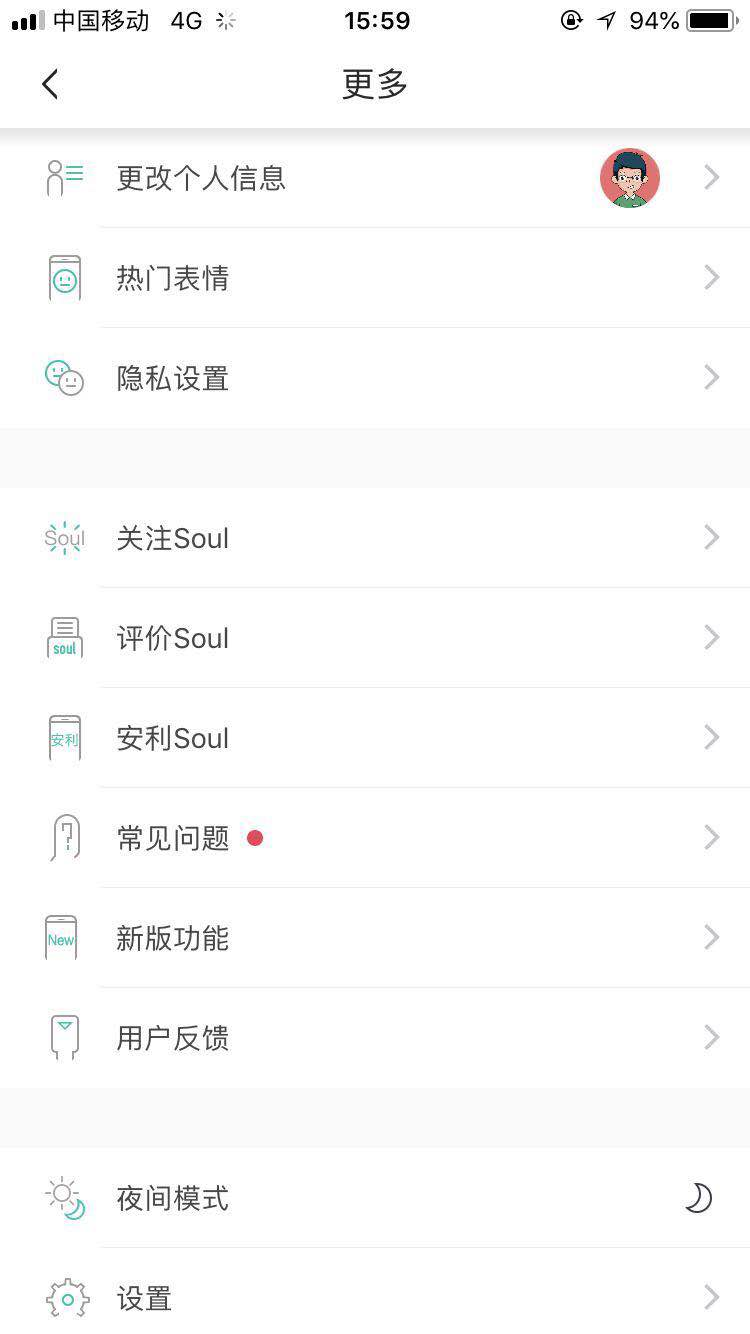 中国移动 4G 15:59 94%
更多
更改个人信息
热门表情
隐私设置
Soul 关注Soul
soul 评价Soul
安利 安利Soul
常见问题
New 新版功能
用户反馈
夜间模式
设置